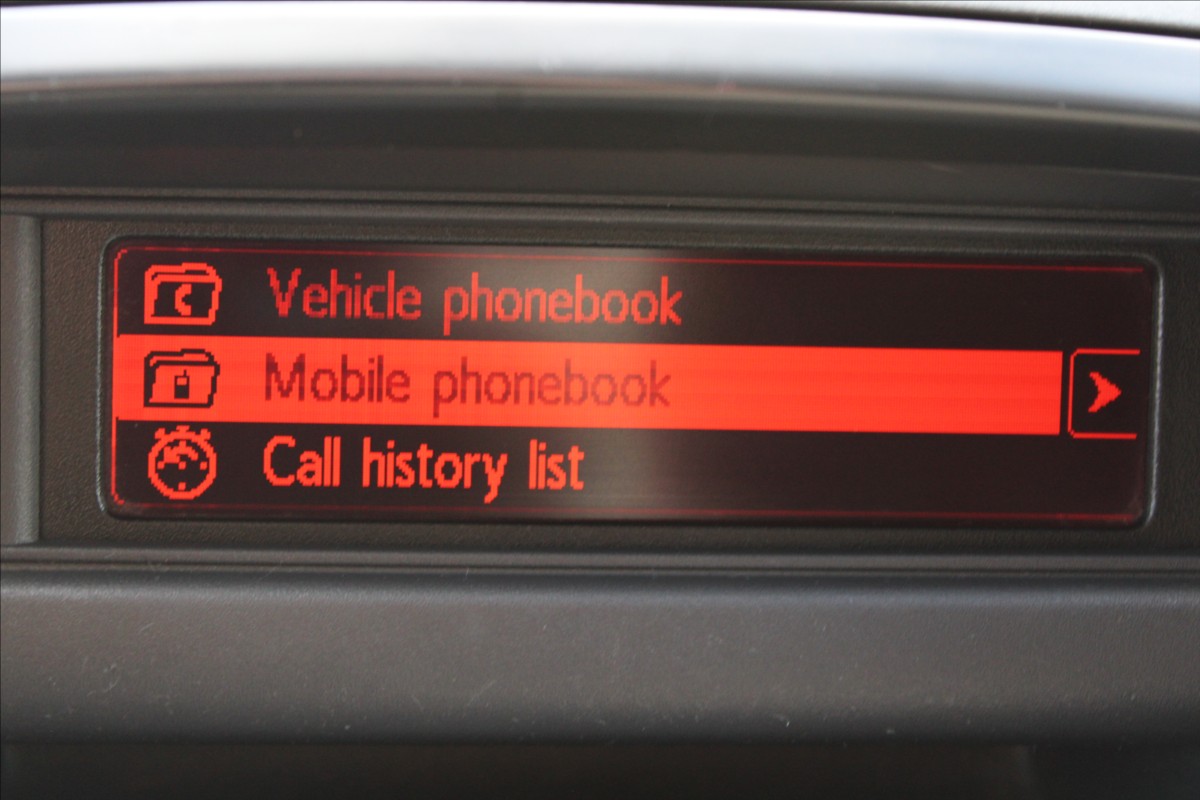 Vehicle phonebook
Mobile phonebook
Call history list